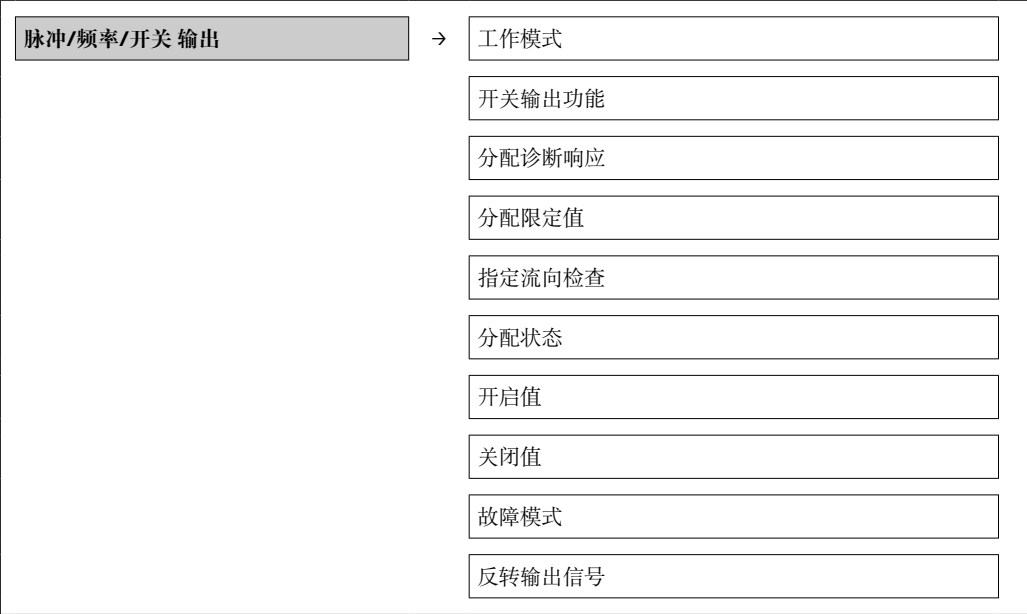 脉冲/频率/开关 输出 → 工作模式
开关输出功能
分配诊断响应
分配限定值
指定流向检查
分配状态
开启值
关闭值
故障模式
反转输出信号